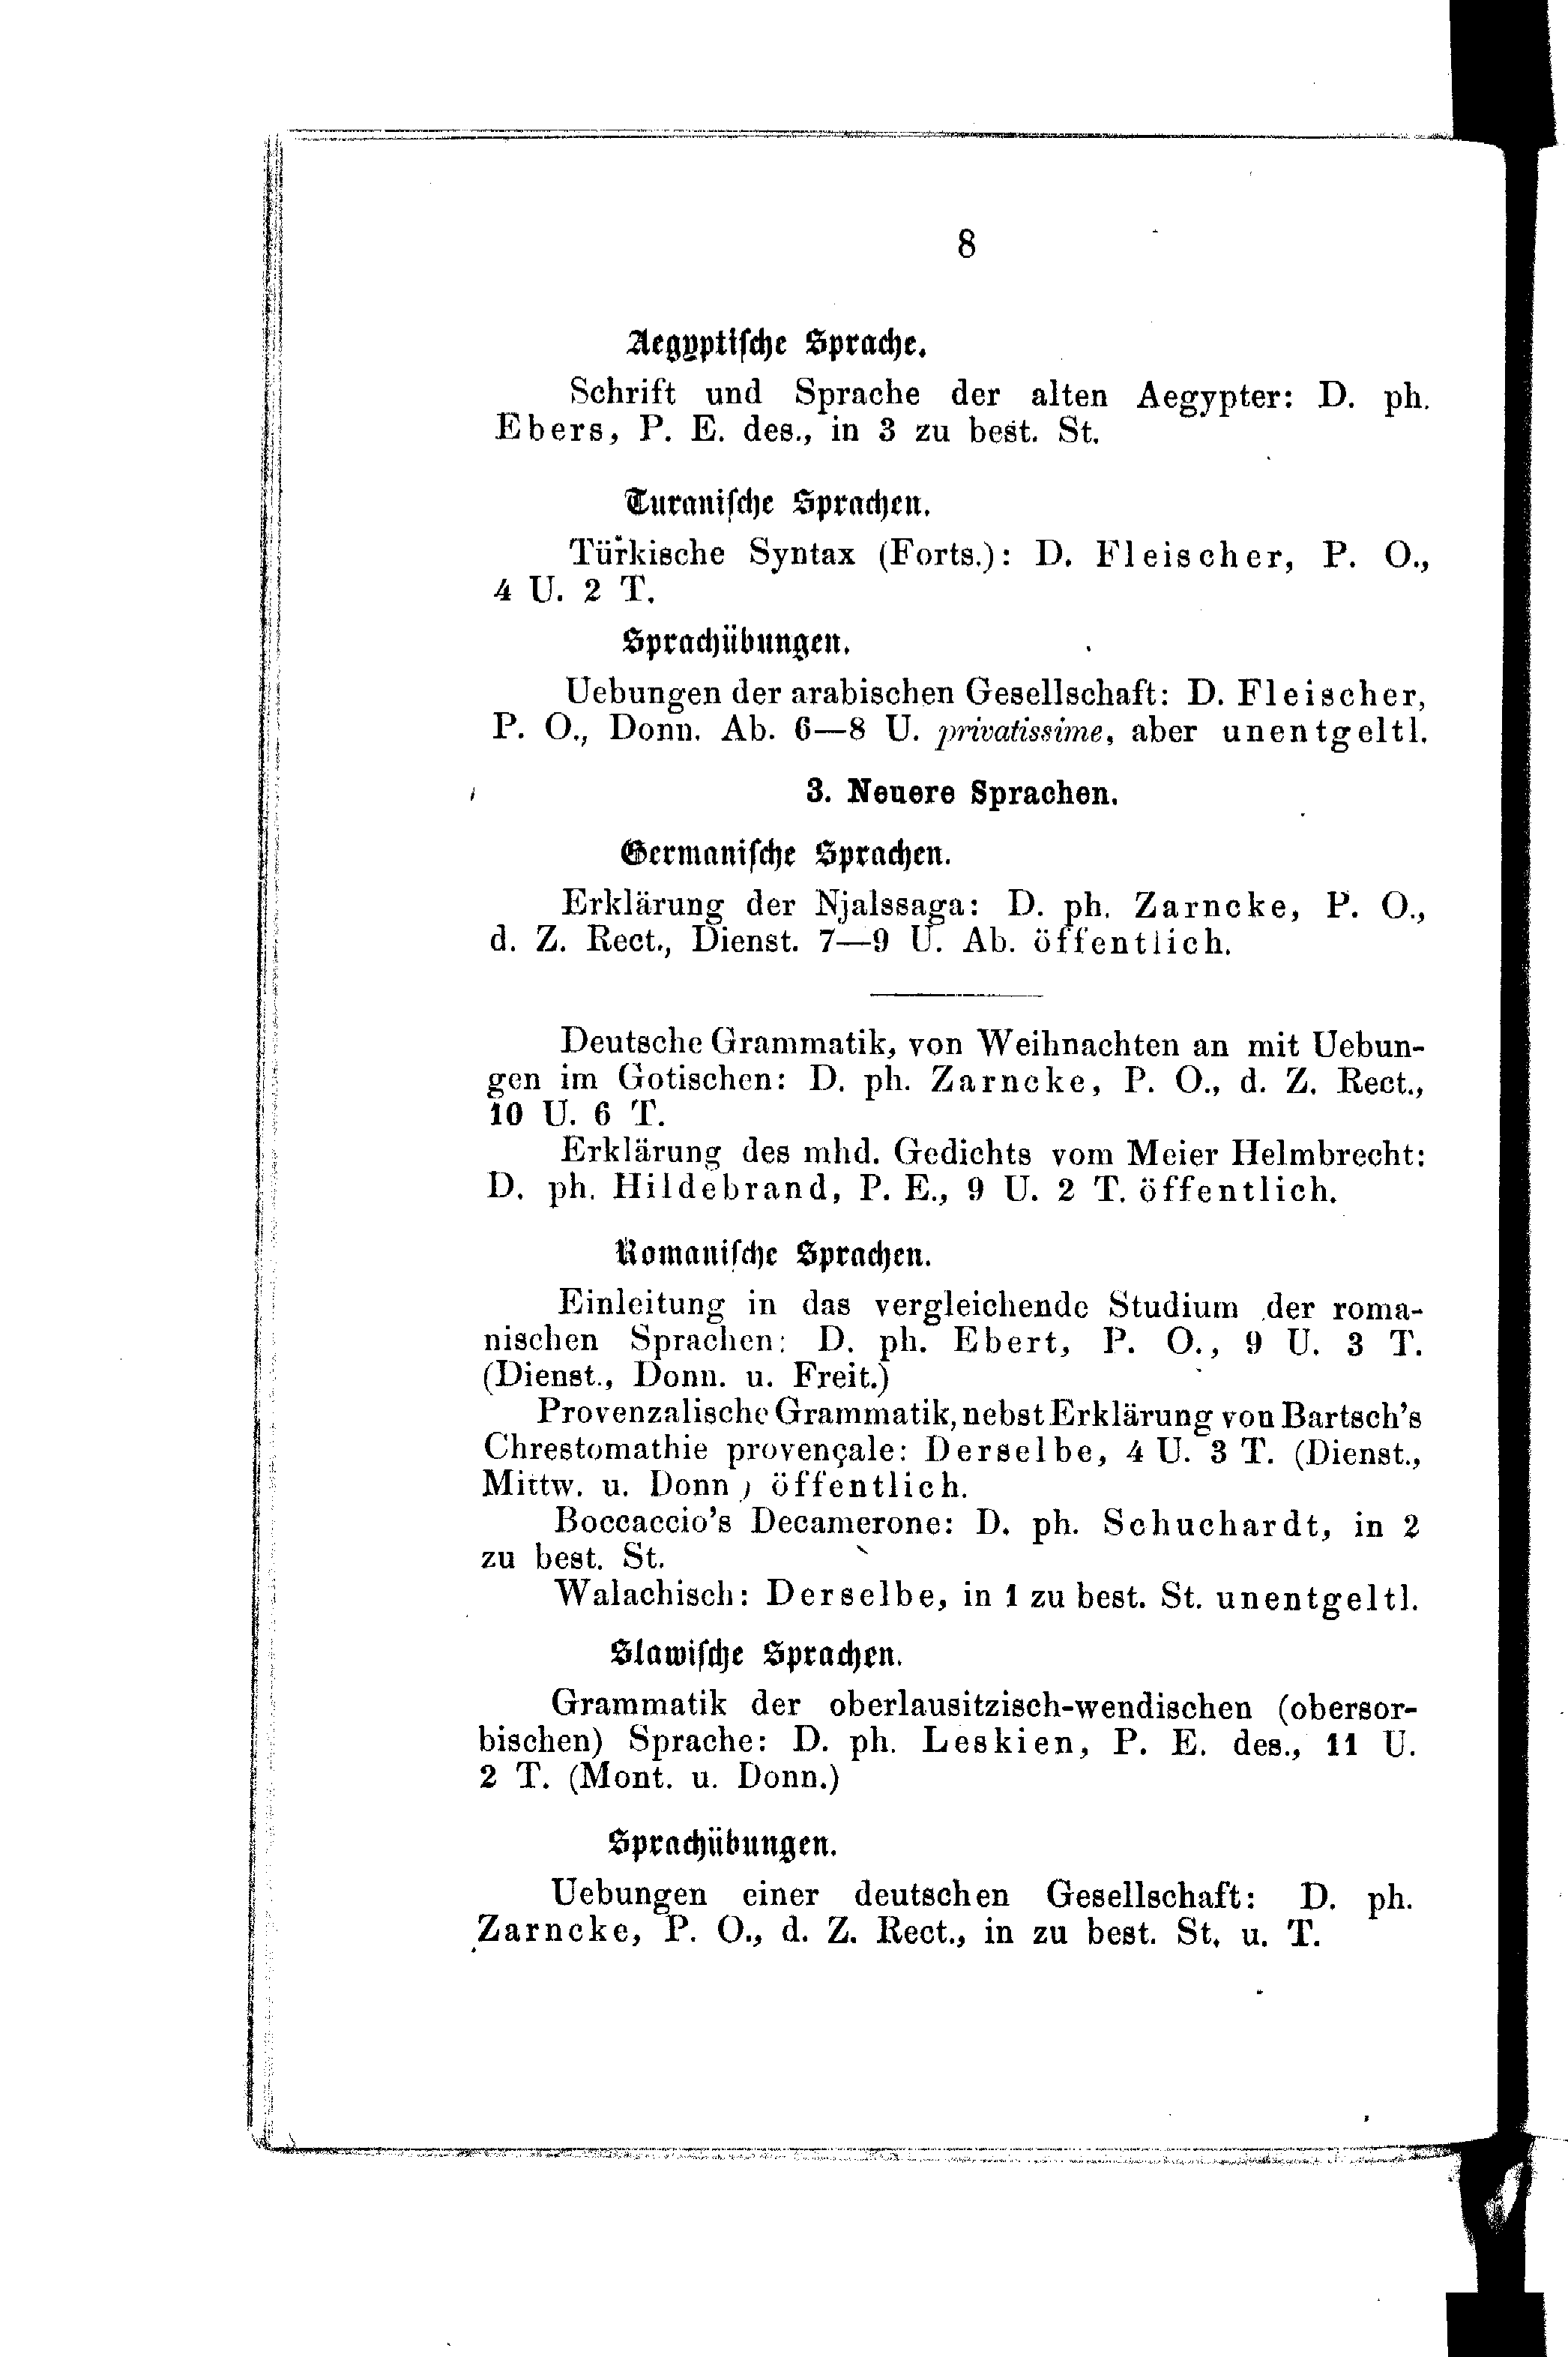 8
Aegyptische Sprache.
Schrift und Sprache der alten Aegypter: D. ph.
Ebers, P. E. des., in 3 zu best. St.
Turanische Sprachen.
Türkische Syntax (Forts.): D. Fleischer, P. O.,
4 U. 2 T.
Sprachübungen.
Uebungen der arabischen Gesellschaft: D. Fleischer,
P. O., Donn. Ab. 6—8 U. privatissime, aber unentgeltl.
3. Neuere Sprachen.
Germanische Sprachen.
Erklärung der Njalssaga: D. ph. Zarncke, P. O.,
d. Z. Rect., Dienst. 7—9 U. Ab. öffentlich.
Deutsche Grammatik, von Weihnachten an mit Uebun-
gen im Gotischen: D. ph. Zarncke, P. O., d. Z. Rect.,
10 U. 6 T.
Erklärung des mhd. Gedichts vom Meier Helmbrecht:
D. ph. Hildebrand, P. E., 9 U. 2 T. öffentlich.
Romanische Sprachen.
Einleitung in das vergleichende Studium der roma-
nischen Sprachen: D. ph. Ebert, P. O., 9 U. 3 T.
(Dienst., Donn. u. Freit.)
Provenzalische Grammatik, nebst Erklärung von Bartsch's
Chrestomathie provençale: Derselbe, 4 U. 3 T. (Dienst.,
Mittw. u. Donn ) öffentlich.
Boccaccio's Decamerone: D. ph. Schuchardt, in 2
zu best. St.
Walachisch: Derselbe, in 1 zu best. St. unentgeltl.
Slawische Sprachen.
Grammatik der oberlausitzisch-wendischen (obersor-
bischen) Sprache: D. ph. Leskien, P. E. des., 11 U.
2 T. (Mont. u. Donn.)
Sprachübungen.
Uebungen einer deutschen Gesellschaft: D. ph.
Zarncke, P. O., d. Z. Rect., in zu best. St. u. T.